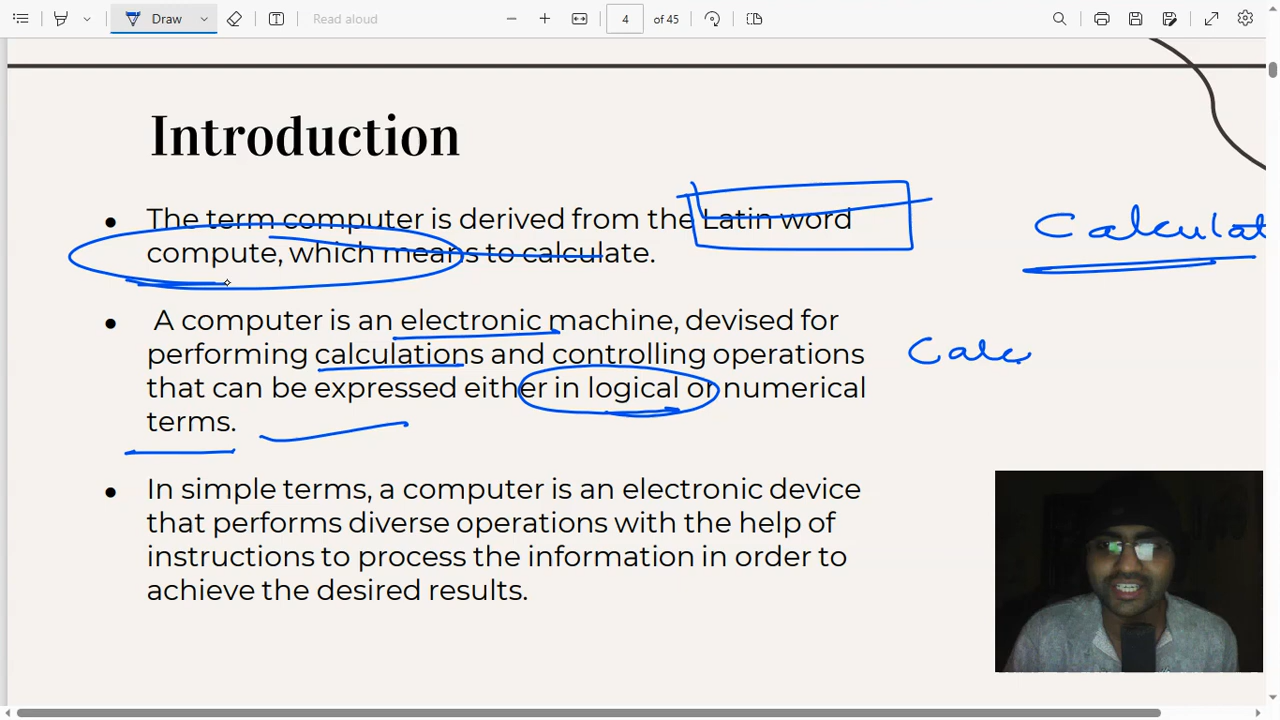 Draw
Read aloud
4 of 45
Introduction
• The term computer is derived from the Latin word
compute, which means to calculate.
Calculat
• A computer is an electronic machine, devised for
performing calculations and controlling operations
Calc
that can be expressed either in logical or numerical
terms.
• In simple terms, a computer is an electronic device
that performs diverse operations with the help of
instructions to process the information in order to
achieve the desired results.